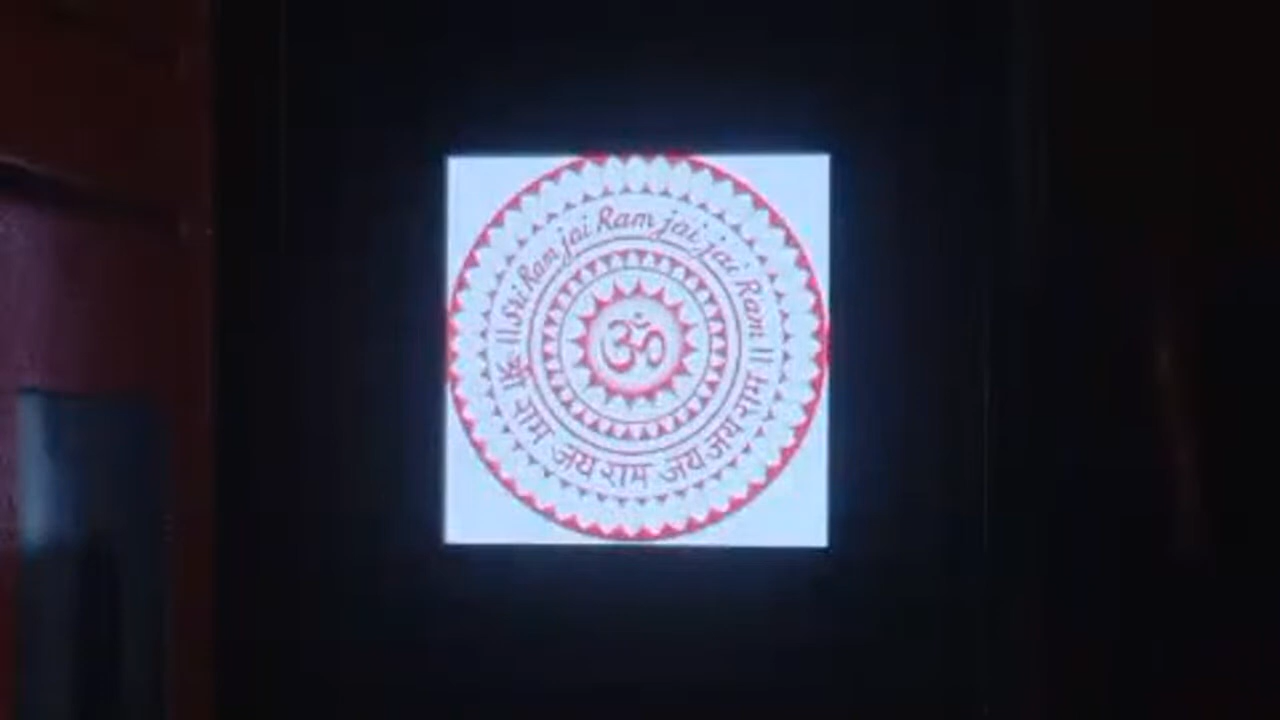 ||Sri Ram jai Ram jai jai Ram||
श्री राम जय राम जय जय राम
ॐ